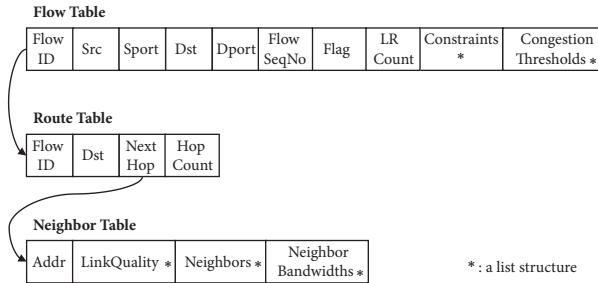 Flow Table
Flow ID Src Sport Dst Dport Flow SeqNo Flag LR Count Constraints * Congestion Thresholds *
Route Table
Flow ID Dst Next Hop Hop Count
Neighbor Table
Addr LinkQuality * Neighbors * Neighbor Bandwidths *
* : a list structure